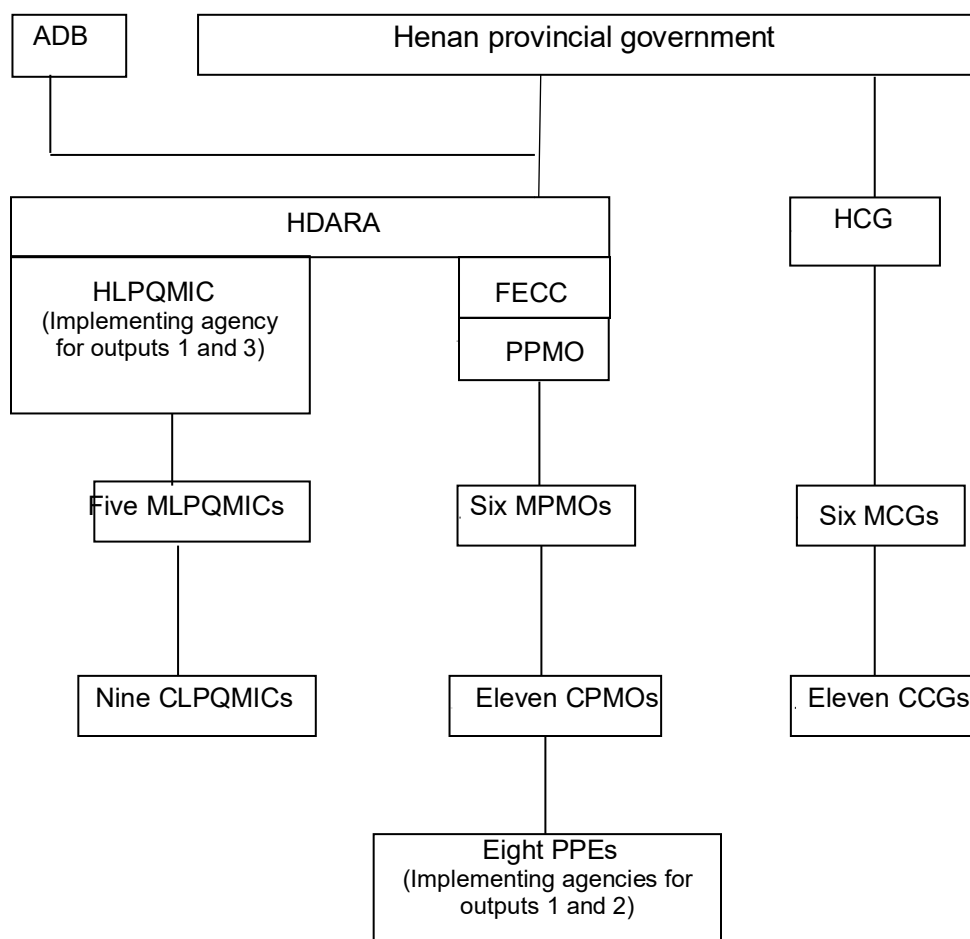 ADB
Henan provincial government
HDARA
HCG
HLPQMIC
(Implementing agency
for outputs 1 and 3)
FECC
PPMO
Five MLPQMICs
Six MPMOs
Six MCGs
Nine CLPQMICs
Eleven CPMOs
Eleven CCGs
Eight PPEs
(Implementing agencies for
outputs 1 and 2)